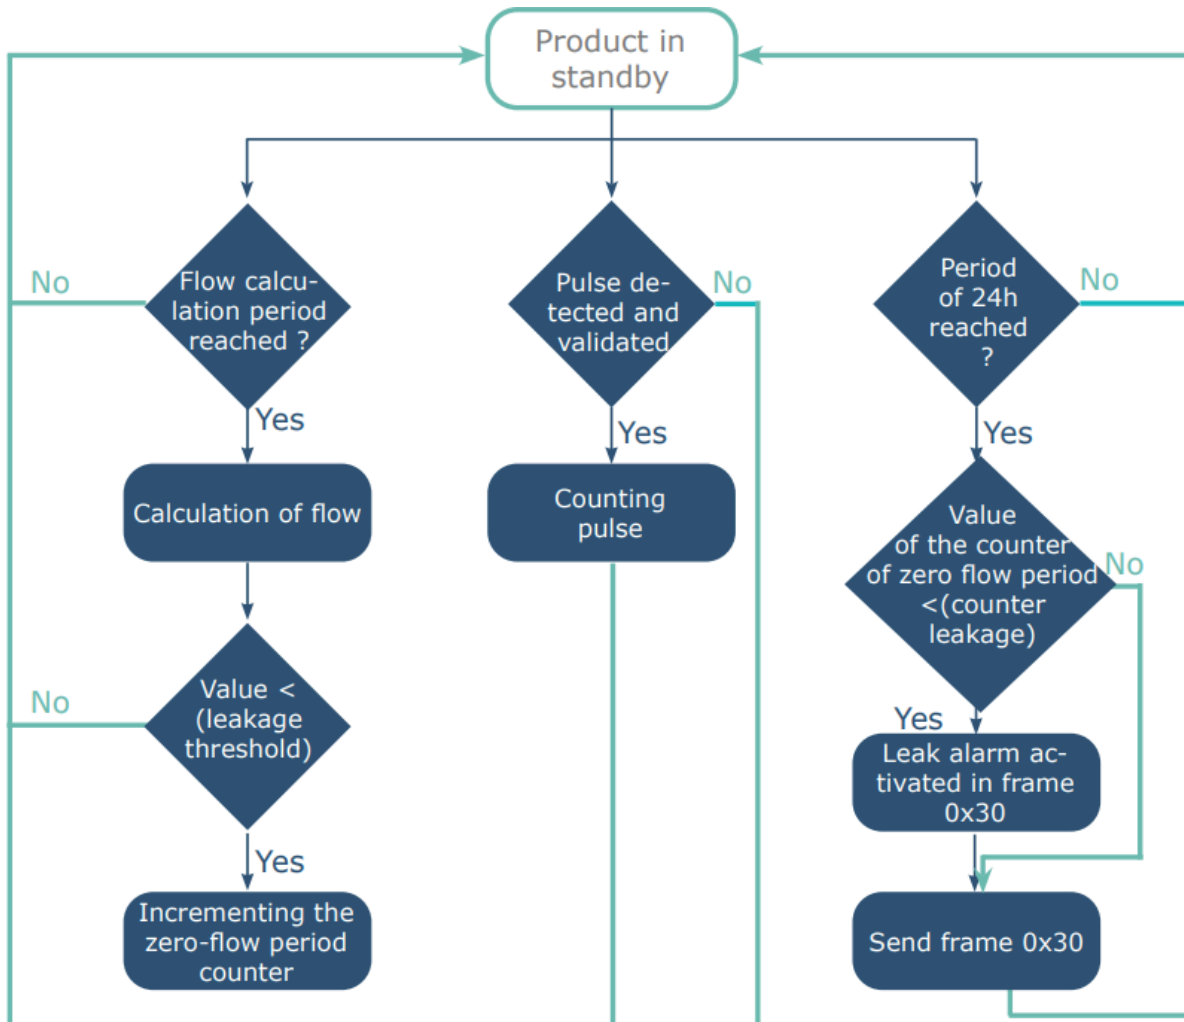 Product in
standby
No
Flow calcu-
lation period
reached ?
Yes
Calculation of flow
No
Value <
(leakage
threshold)
Yes
Incrementing the
zero-flow period
counter
Pulse de-
tected and
validated
No
Yes
Counting
pulse
Period
of 24h
reached
?
No
Yes
Value
of the counter
of zero flow period
<(counter
leakage)
No
Yes
Leak alarm ac-
tivated in frame
0x30
Send frame 0x30